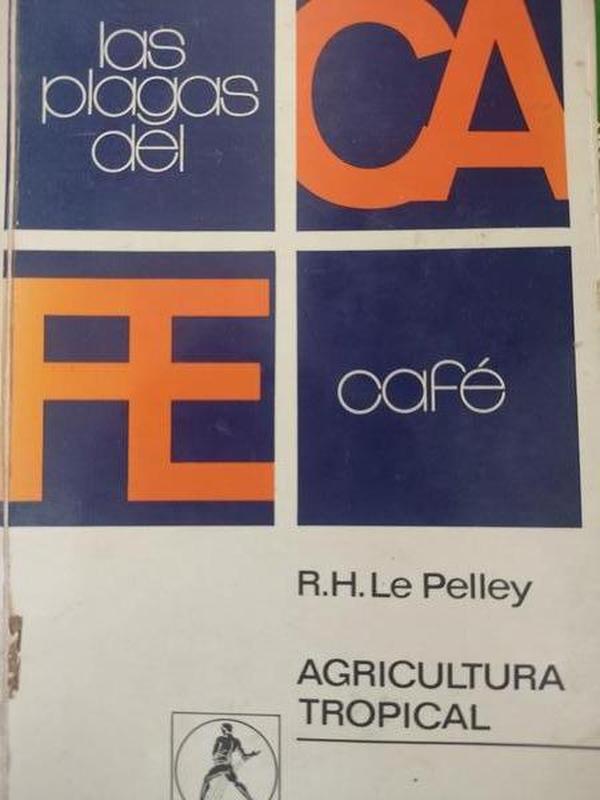 las
plagas
del
CA
FE
café
R.H. Le Pelley
AGRICULTURA
TROPICAL